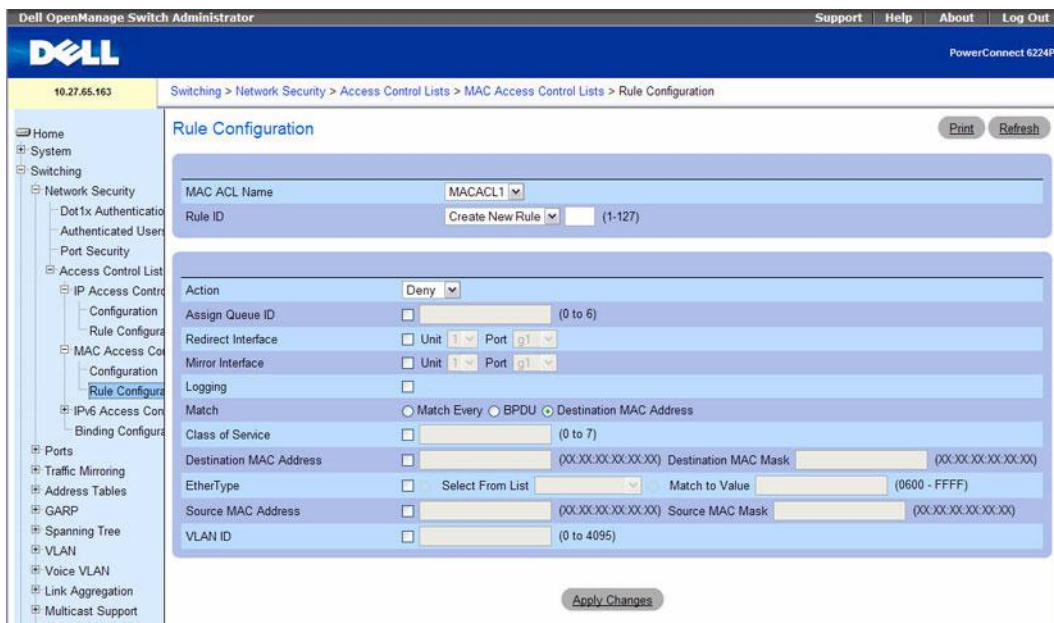 Dell OpenManage Switch Administrator Support Help About Log Out
DELL
PowerConnect 6224P
10.27.65.163
Switching > Network Security > Access Control Lists > MAC Access Control Lists > Rule Configuration
Home
System
Switching
Network Security
Dot1x Authenticatio
Authenticated Users
Port Security
Access Control List
IP Access Contro
Configuration
Rule Configura
MAC Access Con
Configuration
Rule Configura
IPv6 Access Con
Binding Configura
Ports
Traffic Mirroring
Address Tables
GARP
Spanning Tree
VLAN
Voice VLAN
Link Aggregation
Multicast Support
Rule Configuration
Print Refresh
MAC ACL Name MACACL1
Rule ID Create New Rule (1-127)
Action Deny
Assign Queue ID (0 to 6)
Redirect Interface Unit 1 Port g1
Mirror Interface Unit 1 Port g1
Logging
Match Match Every BPDU Destination MAC Address
Class of Service (0 to 7)
Destination MAC Address (XX:XX:XX:XX:XX:XX) Destination MAC Mask (XX:XX:XX:XX:XX:XX)
EtherType Select From List Match to Value (0600 - FFFF)
Source MAC Address (XX:XX:XX:XX:XX:XX) Source MAC Mask (XX:XX:XX:XX:XX:XX)
VLAN ID (0 to 4095)
Apply Changes